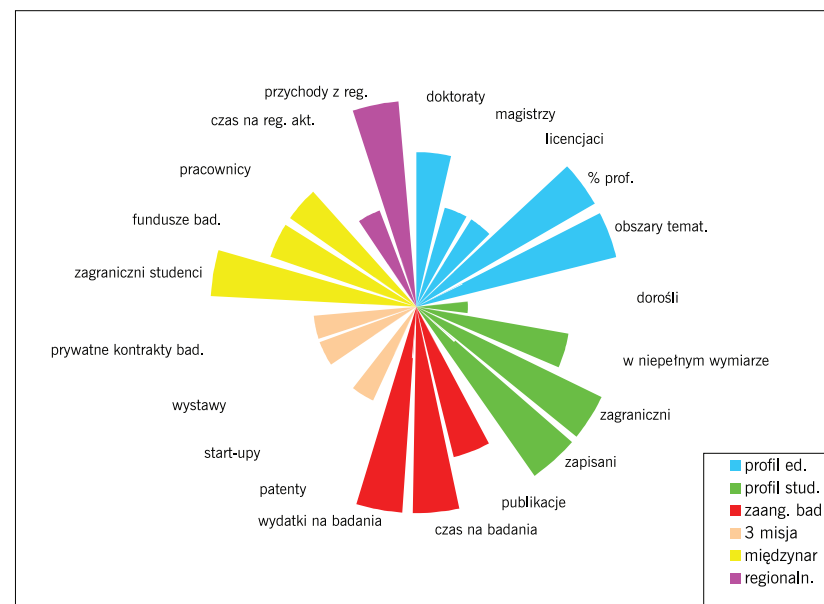 przychody z reg.
doktoraty
magistrzy
czas na reg. akt.
licencjaci
pracownicy
% prof.
fundusze bad.
obszary temat.
zagraniczni studenci
dorośli
prywatne kontrakty bad.
w niepełnym wymiarze
wystawy
zagraniczni
start-upy
zapisani
patenty
publikacje
wydatki na badania
czas na badania
profil ed.
profil stud.
zaang. bad
3 misja
międzynar
regionaln.